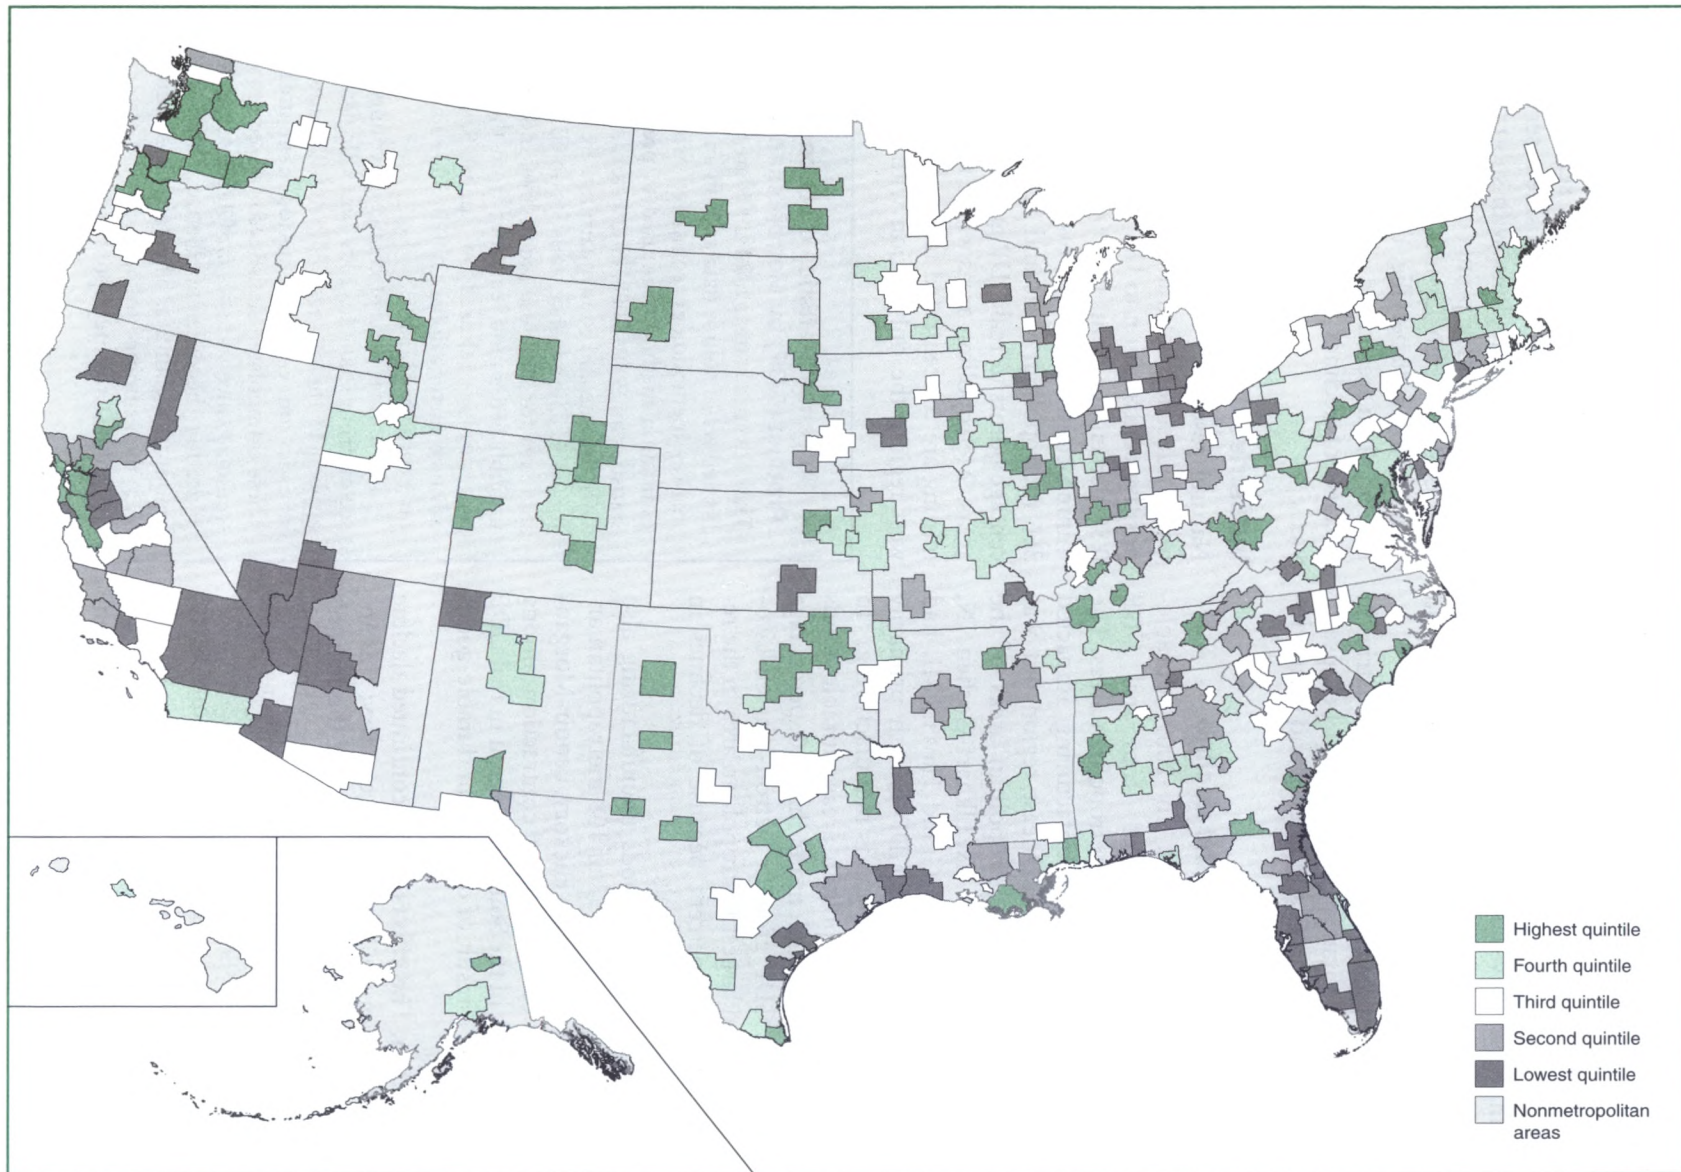 Highest quintile
Fourth quintile
Third quintile
Second quintile
Lowest quintile
Nonmetropolitan
areas